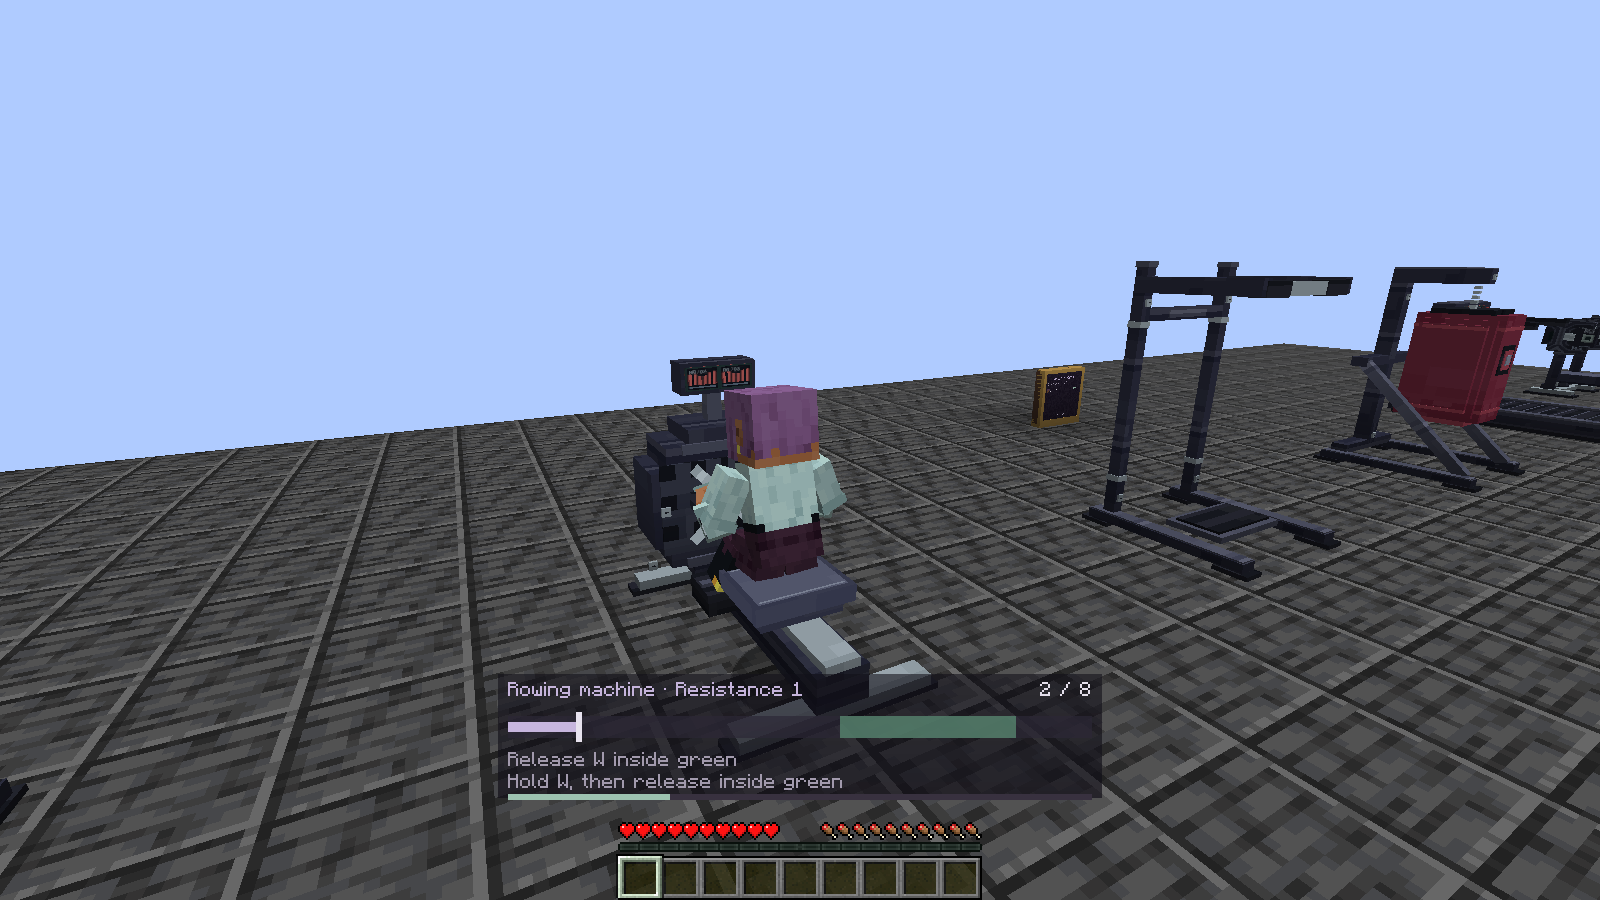 Rowing machine · Resistance 1
2 / 8
Release W inside green
Hold W, then release inside green